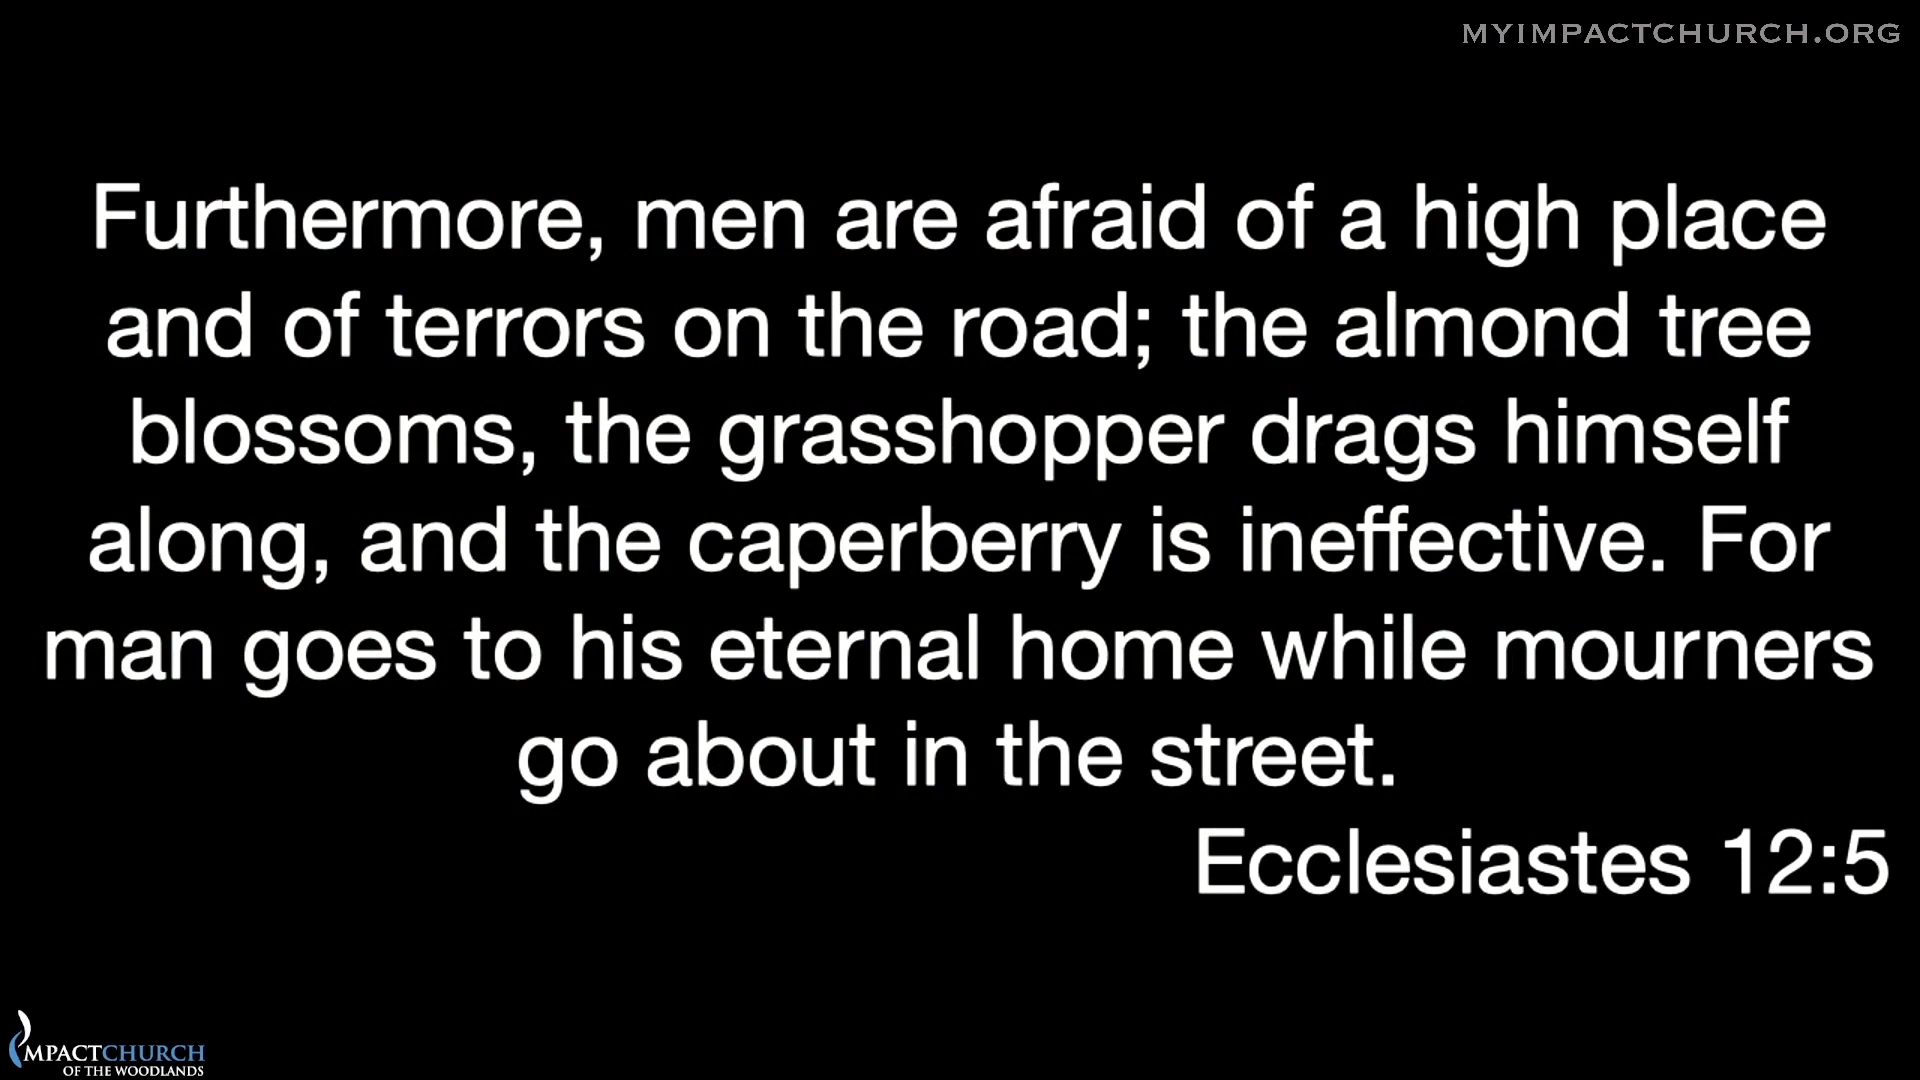 MYIMPACTCHURCH.ORG
Furthermore, men are afraid of a high place
and of terrors on the road; the almond tree
blossoms, the grasshopper drags himself
along, and the caperberry is ineffective. For
man goes to his eternal home while mourners
go about in the street.
Ecclesiastes 12:5
IMPACTCHURCH
OF THE WOODLANDS